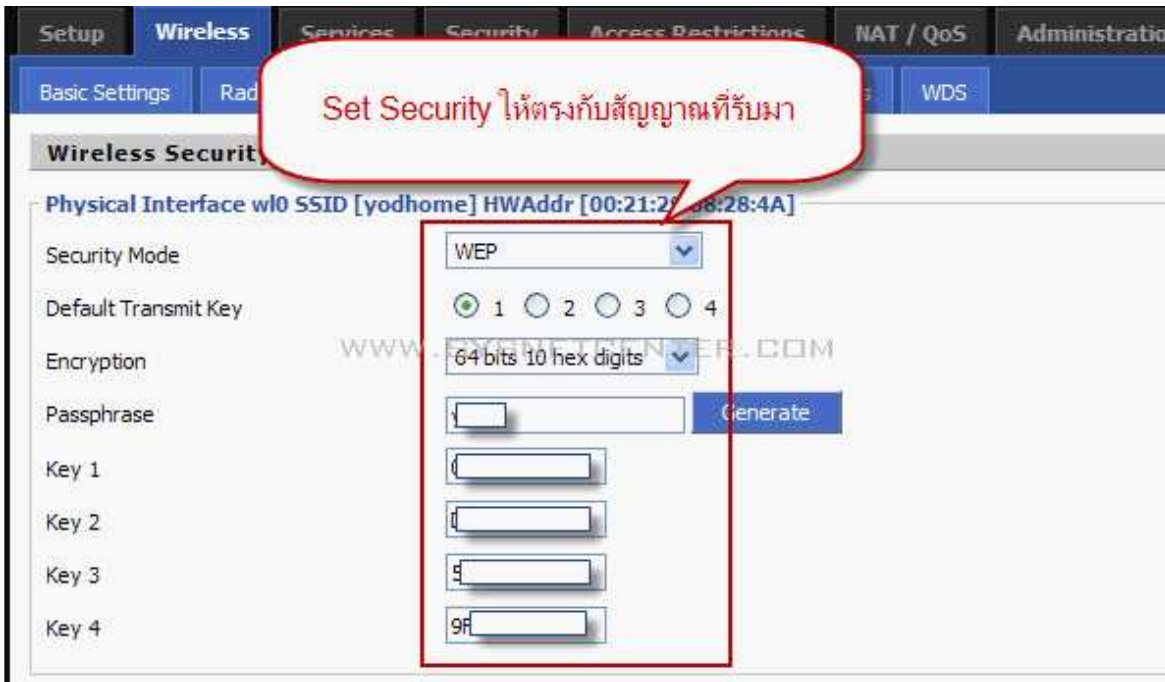 Setup Wireless Services Security Access Restrictions NAT / QoS Administratio
Basic Settings Rad s WDS
Set Security ให้ตรงกับสัญญาณที่รับมา
Wireless Security
Physical Interface wl0 SSID [yodhome] HWAddr [00:21:29:68:28:4A]
Security Mode WEP
Default Transmit Key 1 2 3 4
Encryption 64 bits 10 hex digits
Passphrase Generate
Key 1
Key 2
Key 3
Key 4 9F